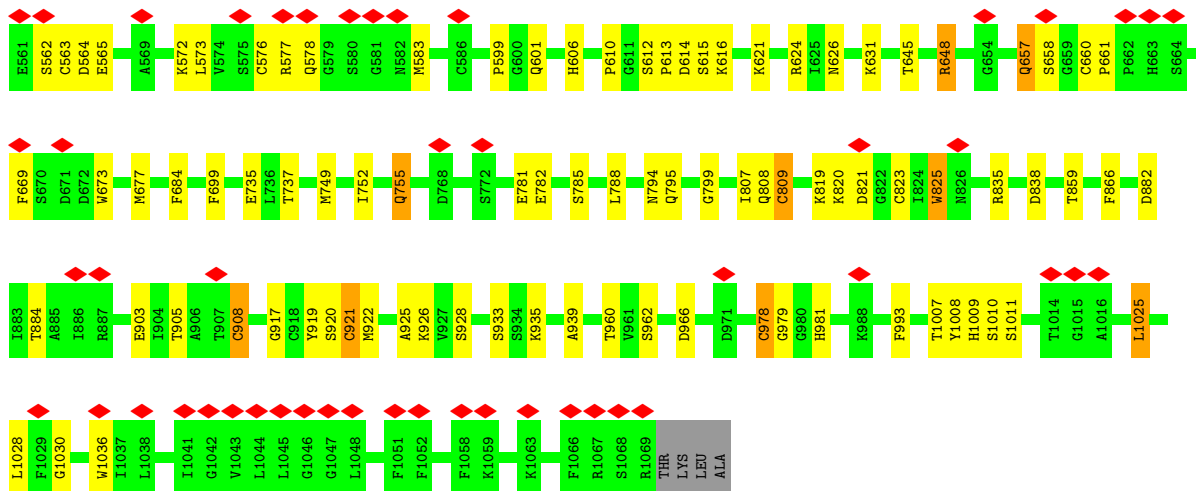 E561 S562 C563 D564 E565 A569 K572 L573 V574 S575 C576 R577 Q578 G579 S580 G581 N582 M583 C586 P599 G600 Q601 H606 P610 G611 S612 P613 D614 S615 K616 K621 R624 I625 N626 K631 T645 R648 G654 Q657 S658 G659 C660 P661 P662 H663 S664
F669 S670 D671 D672 W673 M677 F684 F699 E735 L736 T737 M749 I752 Q755 D768 S772 E781 E782 S785 L788 N794 Q795 G799 I807 Q808 C809 K819 K820 D821 G822 C823 I824 W825 N826 R835 D838 T859 F866 D882
I883 T884 A885 I886 R887 E903 I904 T905 A906 T907 C908 G917 C918 Y919 S920 C921 M922 A925 K926 V927 S928 S933 S934 K935 A939 T960 V961 S962 D966 D971 C978 G979 G980 H981 K988 F993 T1007 Y1008 H1009 S1010 S1011 T1014 G1015 A1016 L1025
L1028 F1029 G1030 W1036 I1037 L1038 I1041 G1042 V1043 L1044 L1045 G1046 G1047 L1048 F1051 F1052 F1058 K1059 K1063 F1066 R1067 S1068 R1069 THR LYS LEU ALA